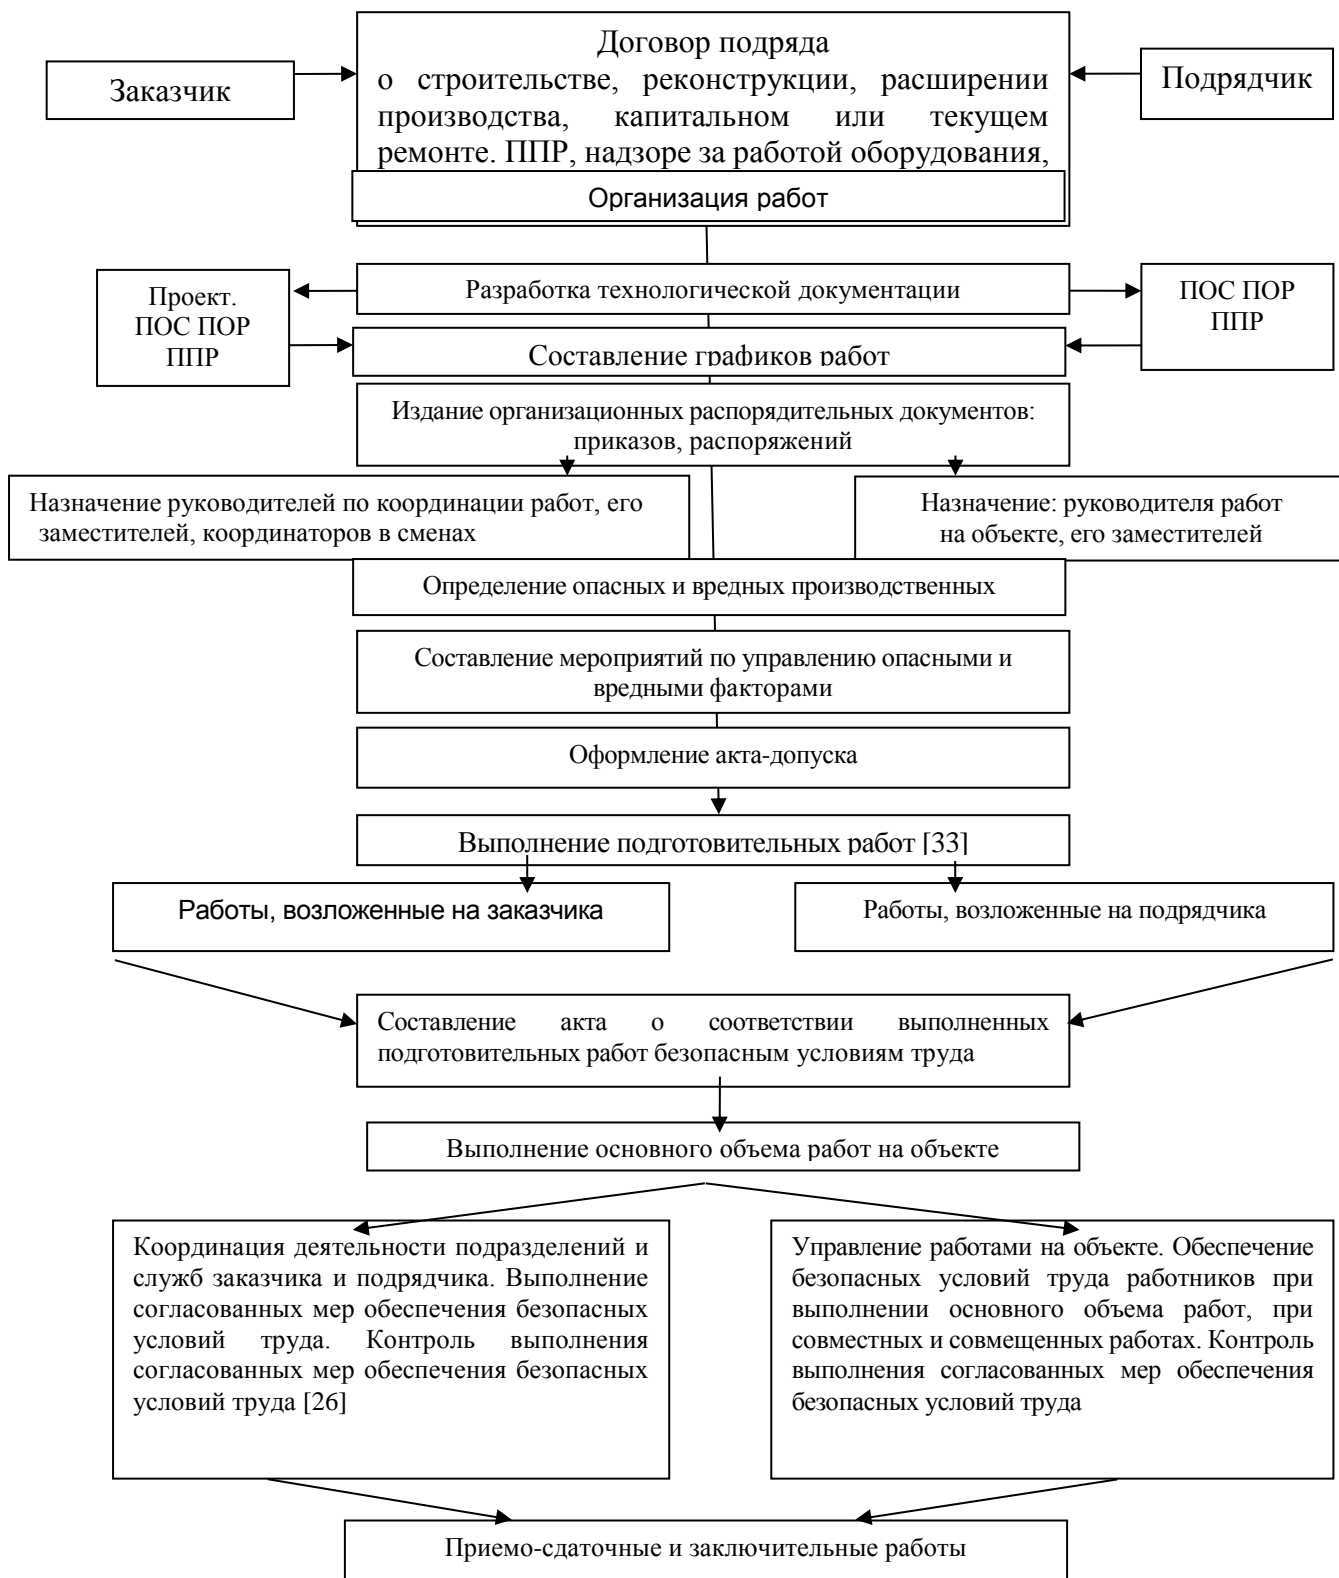 Договор подряда
Заказчик
о строительстве, реконструкции, расширении
производства, капитальном или текущем
ремонте. ППР, надзоре за работой оборудования,
Подрядчик
Организация работ
Проект.
ПОС ПОР
ППР
Разработка технологической документации
ПОС ПОР
ППР
Составление графиков работ
Издание организационных распорядительных документов:
приказов, распоряжений
Назначение руководителей по координации работ, его
заместителей, координаторов в сменах
Назначение: руководителя работ
на объекте, его заместителей
Определение опасных и вредных производственных
Составление мероприятий по управлению опасными и
вредными факторами
Оформление акта-допуска
Выполнение подготовительных работ [33]
Работы, возложенные на заказчика
Работы, возложенные на подрядчика
Составление акта о соответствии выполненных
подготовительных работ безопасным условиям труда
Выполнение основного объема работ на объекте
Координация деятельности подразделений и
служб заказчика и подрядчика. Выполнение
согласованных мер обеспечения безопасных
условий труда. Контроль выполнения
согласованных мер обеспечения безопасных
условий труда [26]
Управление работами на объекте. Обеспечение
безопасных условий труда работников при
выполнении основного объема работ, при
совместных и совмещенных работах. Контроль
выполнения согласованных мер обеспечения
безопасных условий труда
Приемо-сдаточные и заключительные работы